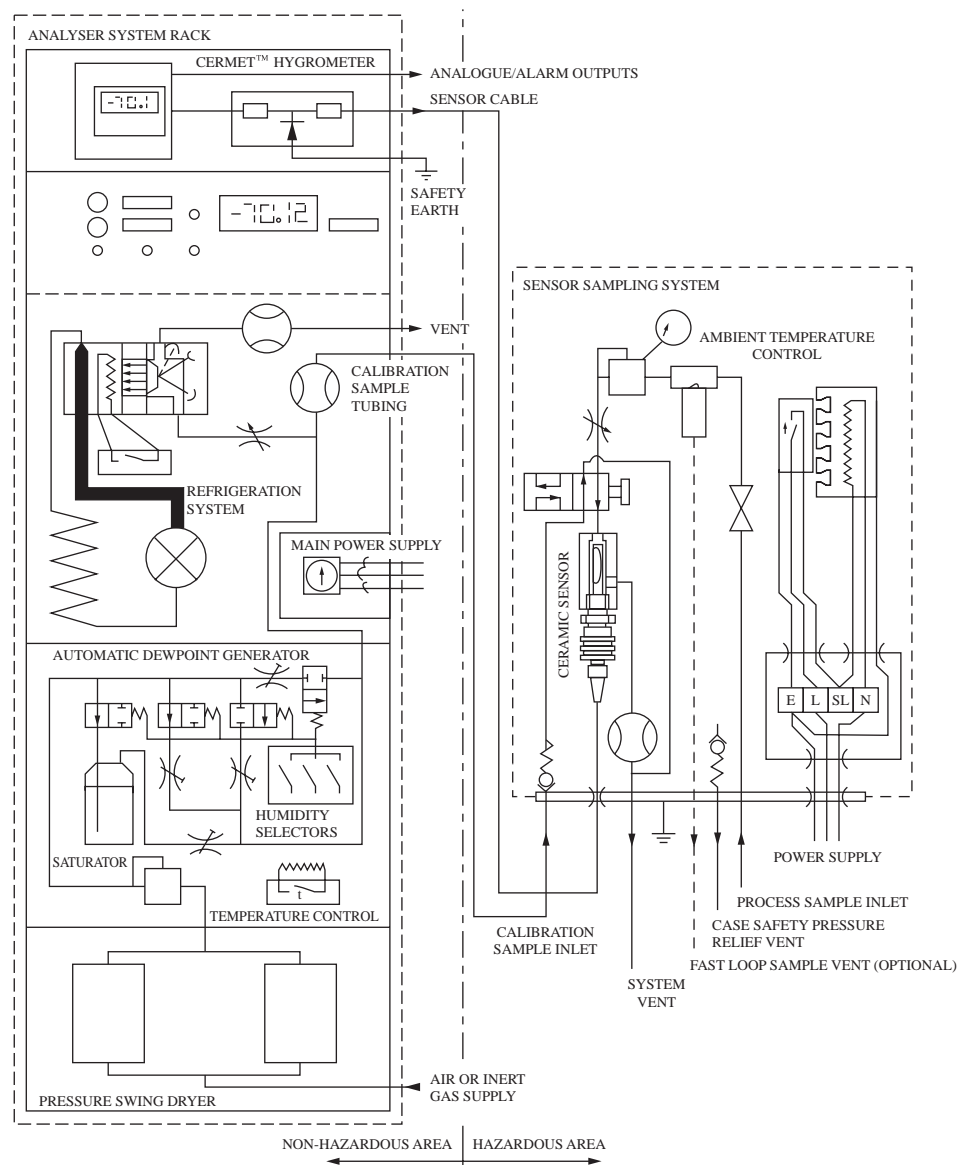 ANALYSER SYSTEM RACK
CERMET™ HYGROMETER
ANALOGUE/ALARM OUTPUTS
-70.1
SENSOR CABLE
SAFETY
EARTH
-70.12
SENSOR SAMPLING SYSTEM
VENT
AMBIENT TEMPERATURE
CONTROL
CALIBRATION
SAMPLE
TUBING
REFRIGERATION
SYSTEM
MAIN POWER SUPPLY
CERAMIC SENSOR
AUTOMATIC DEWPOINT GENERATOR
E L SL N
HUMIDITY
SELECTORS
SATURATOR
t
TEMPERATURE CONTROL
POWER SUPPLY
PROCESS SAMPLE INLET
CASE SAFETY PRESSURE
RELIEF VENT
CALIBRATION
SAMPLE INLET
FAST LOOP SAMPLE VENT (OPTIONAL)
SYSTEM
VENT
AIR OR INERT
GAS SUPPLY
PRESSURE SWING DRYER
NON-HAZARDOUS AREA
HAZARDOUS AREA